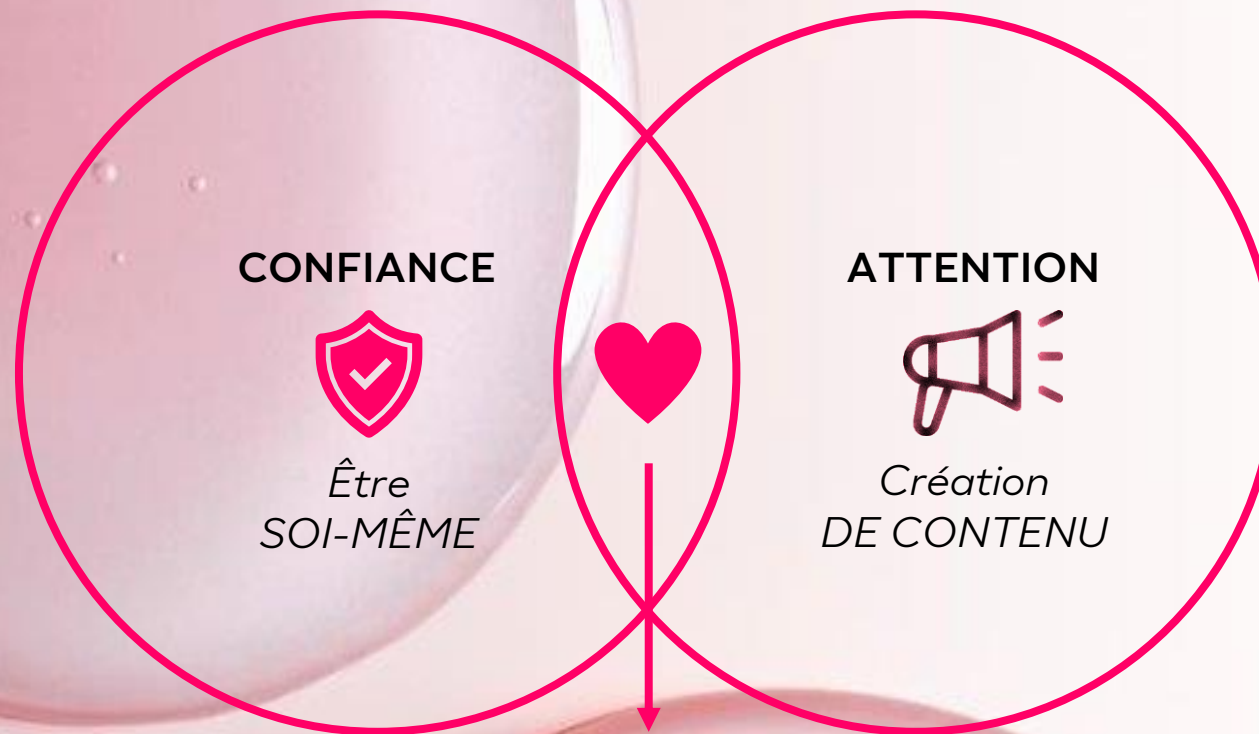 CONFIANCE
Être
SOI-MÊME
ATTENTION
Création
DE CONTENU